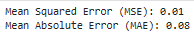 Mean Squared Error (MSE): 0.01
Mean Absolute Error (MAE): 0.08